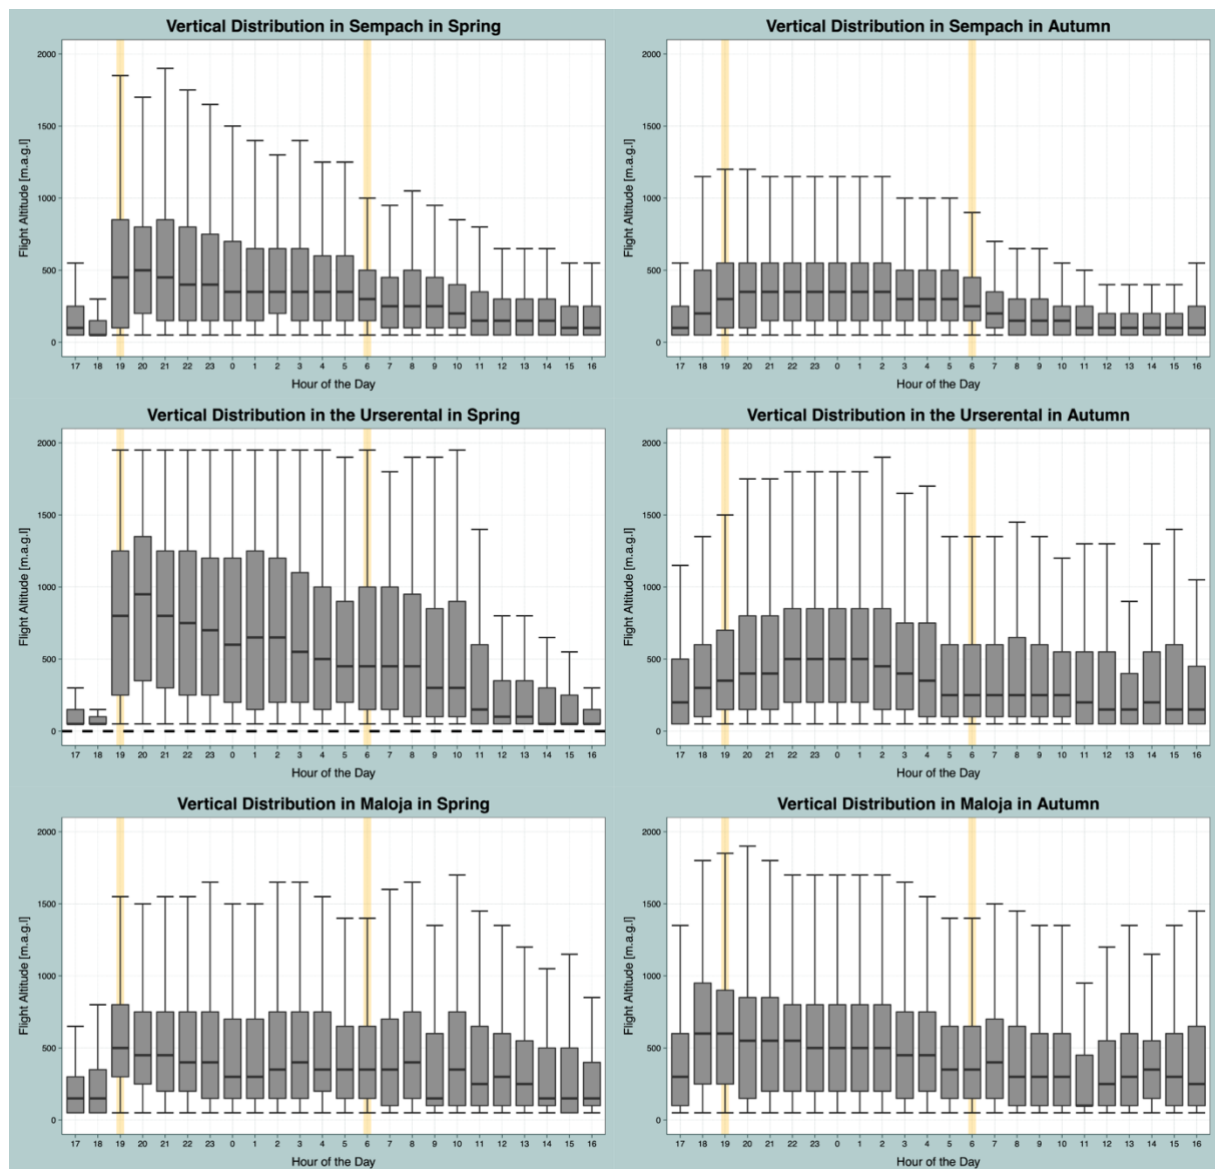 Vertical Distribution in Sempach in Spring
2000
1500
1000
500
0
Flight Altitude [m.a.g.l]
17 18 19 20 21 22 23 0 1 2 3 4 5 6 7 8 9 10 11 12 13 14 15 16
Hour of the Day
Vertical Distribution in Sempach in Autumn
2000
1500
1000
500
0
Flight Altitude [m.a.g.l]
17 18 19 20 21 22 23 0 1 2 3 4 5 6 7 8 9 10 11 12 13 14 15 16
Hour of the Day
Vertical Distribution in the Urserental in Spring
2000
1500
1000
500
0
Flight Altitude [m.a.g.l]
17 18 19 20 21 22 23 0 1 2 3 4 5 6 7 8 9 10 11 12 13 14 15 16
Hour of the Day
Vertical Distribution in the Urserental in Autumn
2000
1500
1000
500
0
Flight Altitude [m.a.g.l]
17 18 19 20 21 22 23 0 1 2 3 4 5 6 7 8 9 10 11 12 13 14 15 16
Hour of the Day
Vertical Distribution in Maloja in Spring
2000
1500
1000
500
0
Flight Altitude [m.a.g.l]
17 18 19 20 21 22 23 0 1 2 3 4 5 6 7 8 9 10 11 12 13 14 15 16
Hour of the Day
Vertical Distribution in Maloja in Autumn
2000
1500
1000
500
0
Flight Altitude [m.a.g.l]
17 18 19 20 21 22 23 0 1 2 3 4 5 6 7 8 9 10 11 12 13 14 15 16
Hour of the Day